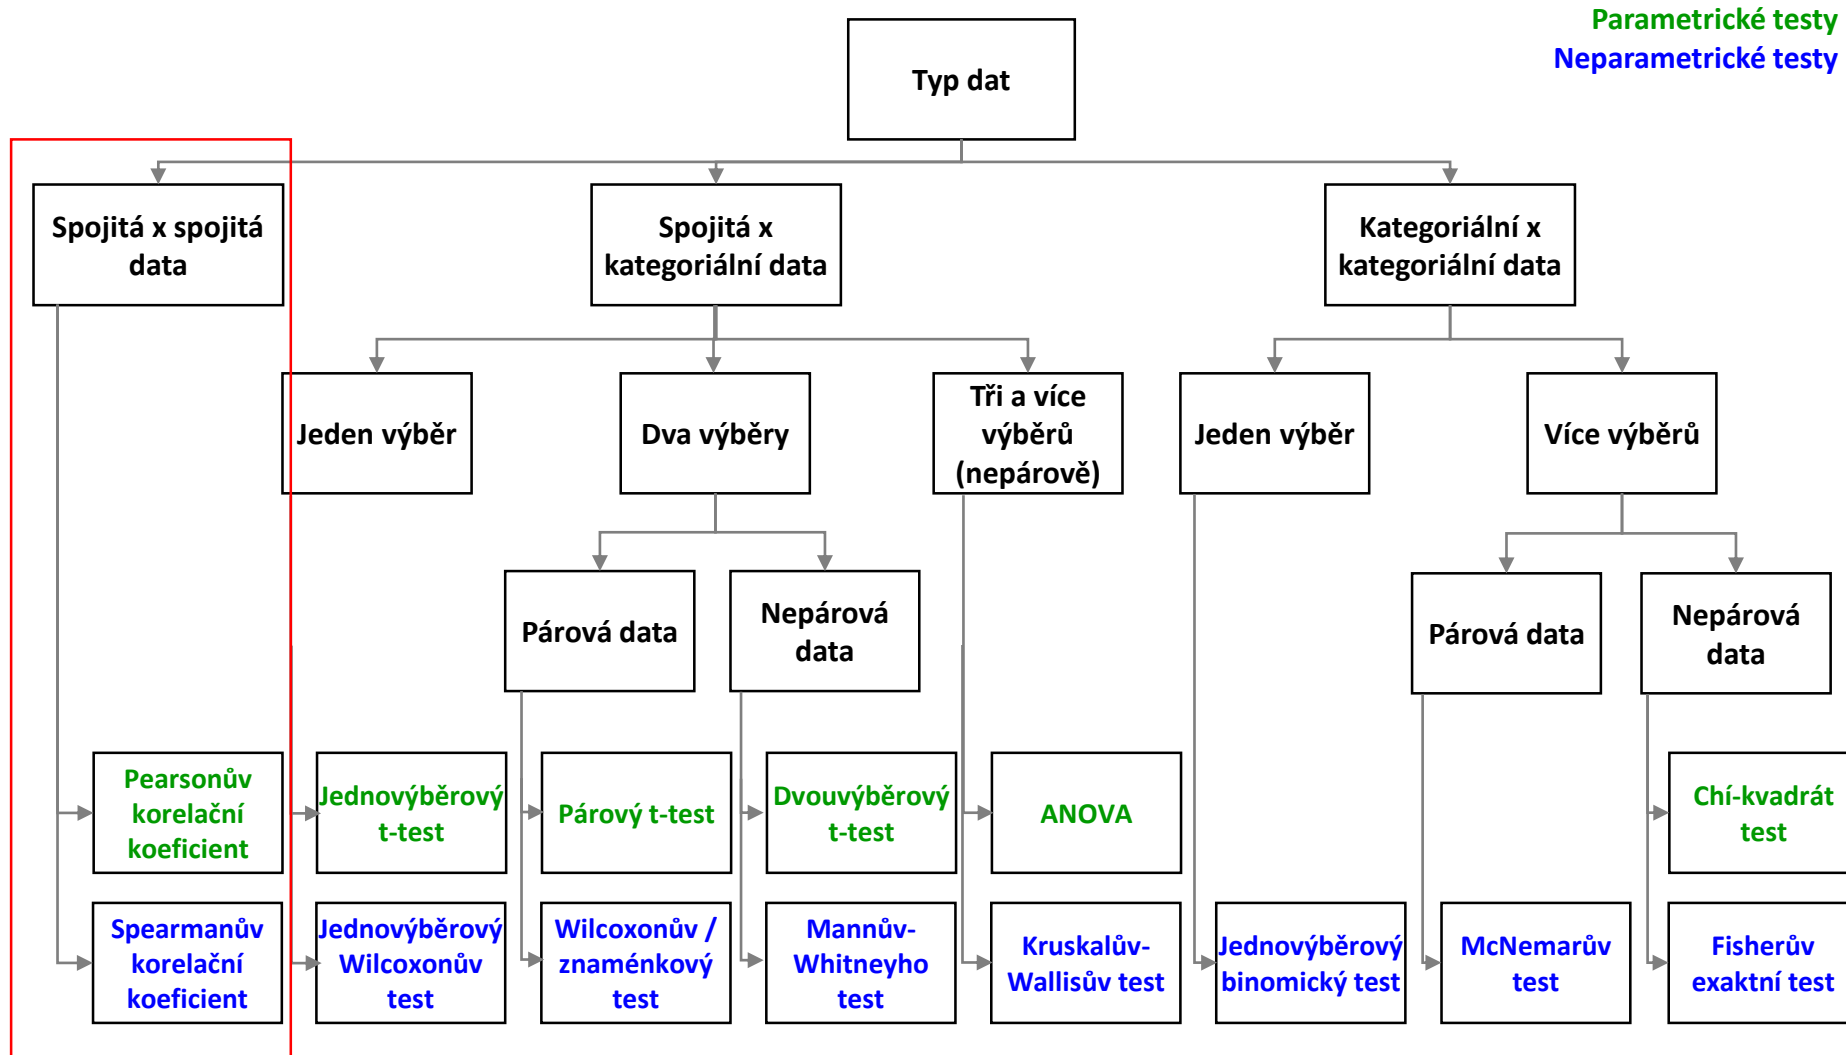 Parametrické testy
Neparametrické testy
Typ dat
Spojitá x spojitá
data
Spojitá x
kategoriální data
Kategoriální x
kategoriální data
Jeden výběr
Dva výběry
Tři a více
výběrů
(nepárově)
Jeden výběr
Více výběrů
Párová data
Nepárová
data
Párová data
Nepárová
data
Pearsonův
korelační
koeficient
Jednovýběrový
t-test
Párový t-test
Dvouvýběrový
t-test
ANOVA
Chí-kvadrát
test
Spearmanův
korelační
koeficient
Jednovýběrový
Wilcoxonův
test
Wilcoxonův /
znaménkový
test
Mannův-
Whitneyho
test
Kruskalův-
Wallisův test
Jednovýběrový
binomický test
McNemarův
test
Fisherův
exaktní test